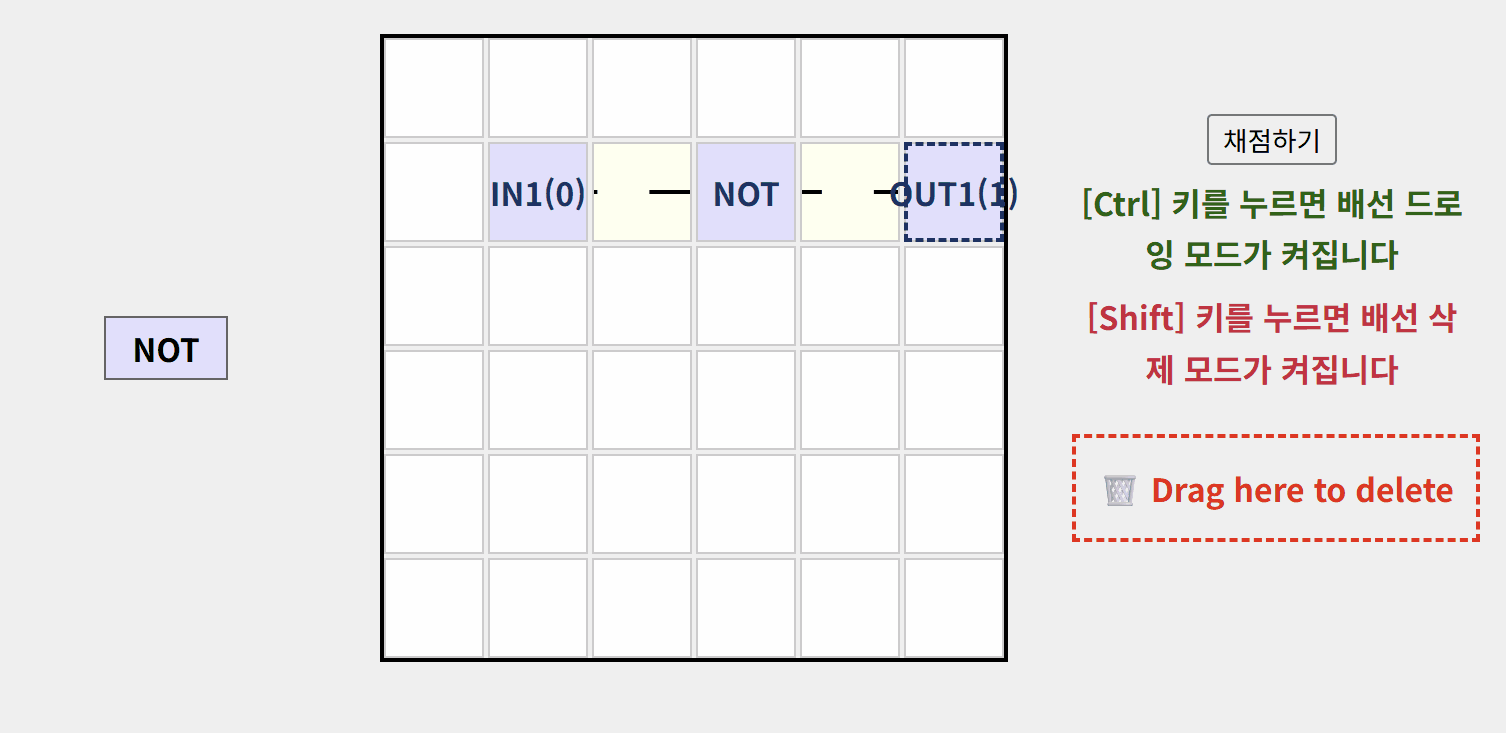 채점하기
[Ctrl] 키를 누르면 배선 드로
잉 모드가 켜집니다
IN1(0)
NOT
OUT1(1)
[Shift] 키를 누르면 배선 삭
제 모드가 켜집니다
NOT
🗑️ Drag here to delete